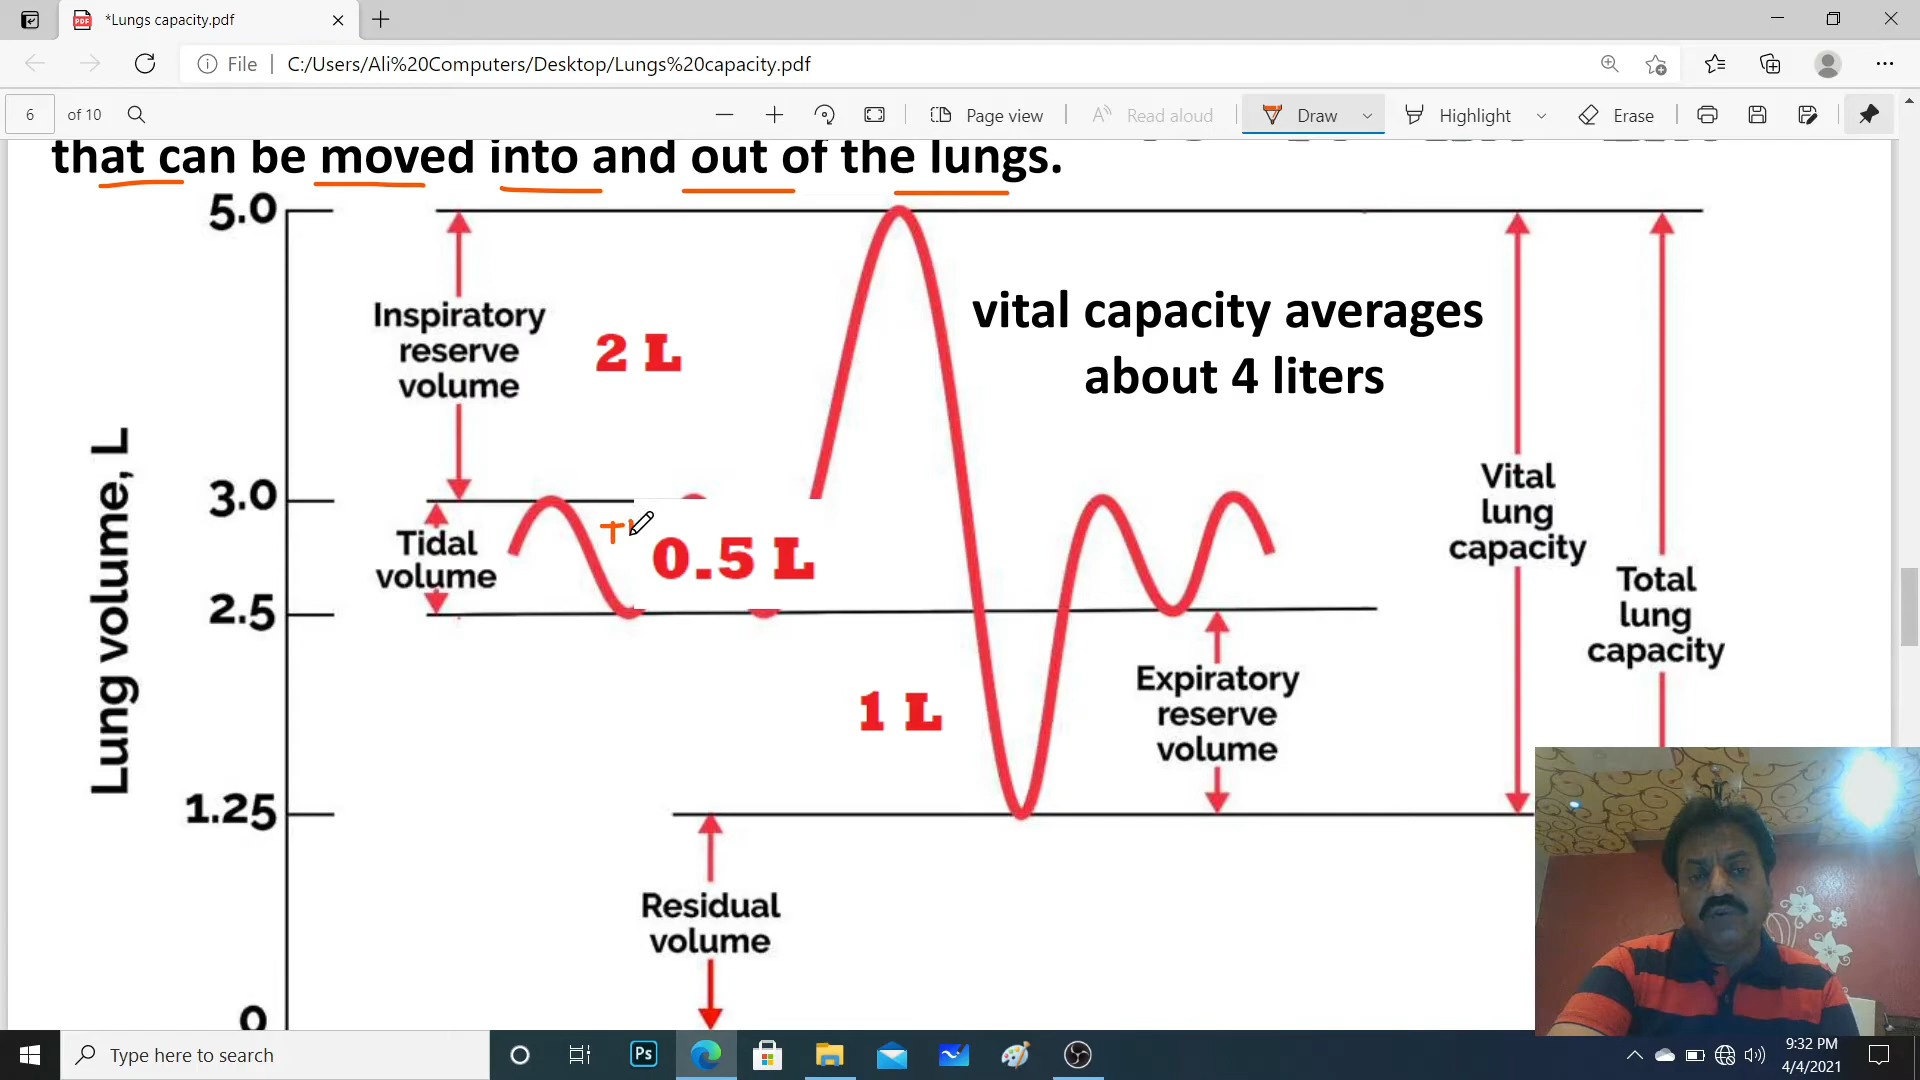 *Lungs capacity.pdf
File
C:/Users/Ali%20Computers/Desktop/Lungs%20capacity.pdf
6 of 10
Page view
Read aloud
Draw
Highlight
Erase
that can be moved into and out of the lungs.
5.0
Inspiratory
reserve
volume
2 L
vital capacity averages
about 4 liters
Lung volume, L
3.0
Tidal
volume
T
0.5 L
Vital
lung
capacity
Total
lung
capacity
2.5
1 L
Expiratory
reserve
volume
1.25
Residual
volume
0
Type here to search
Ps
9:32 PM
4/4/2021